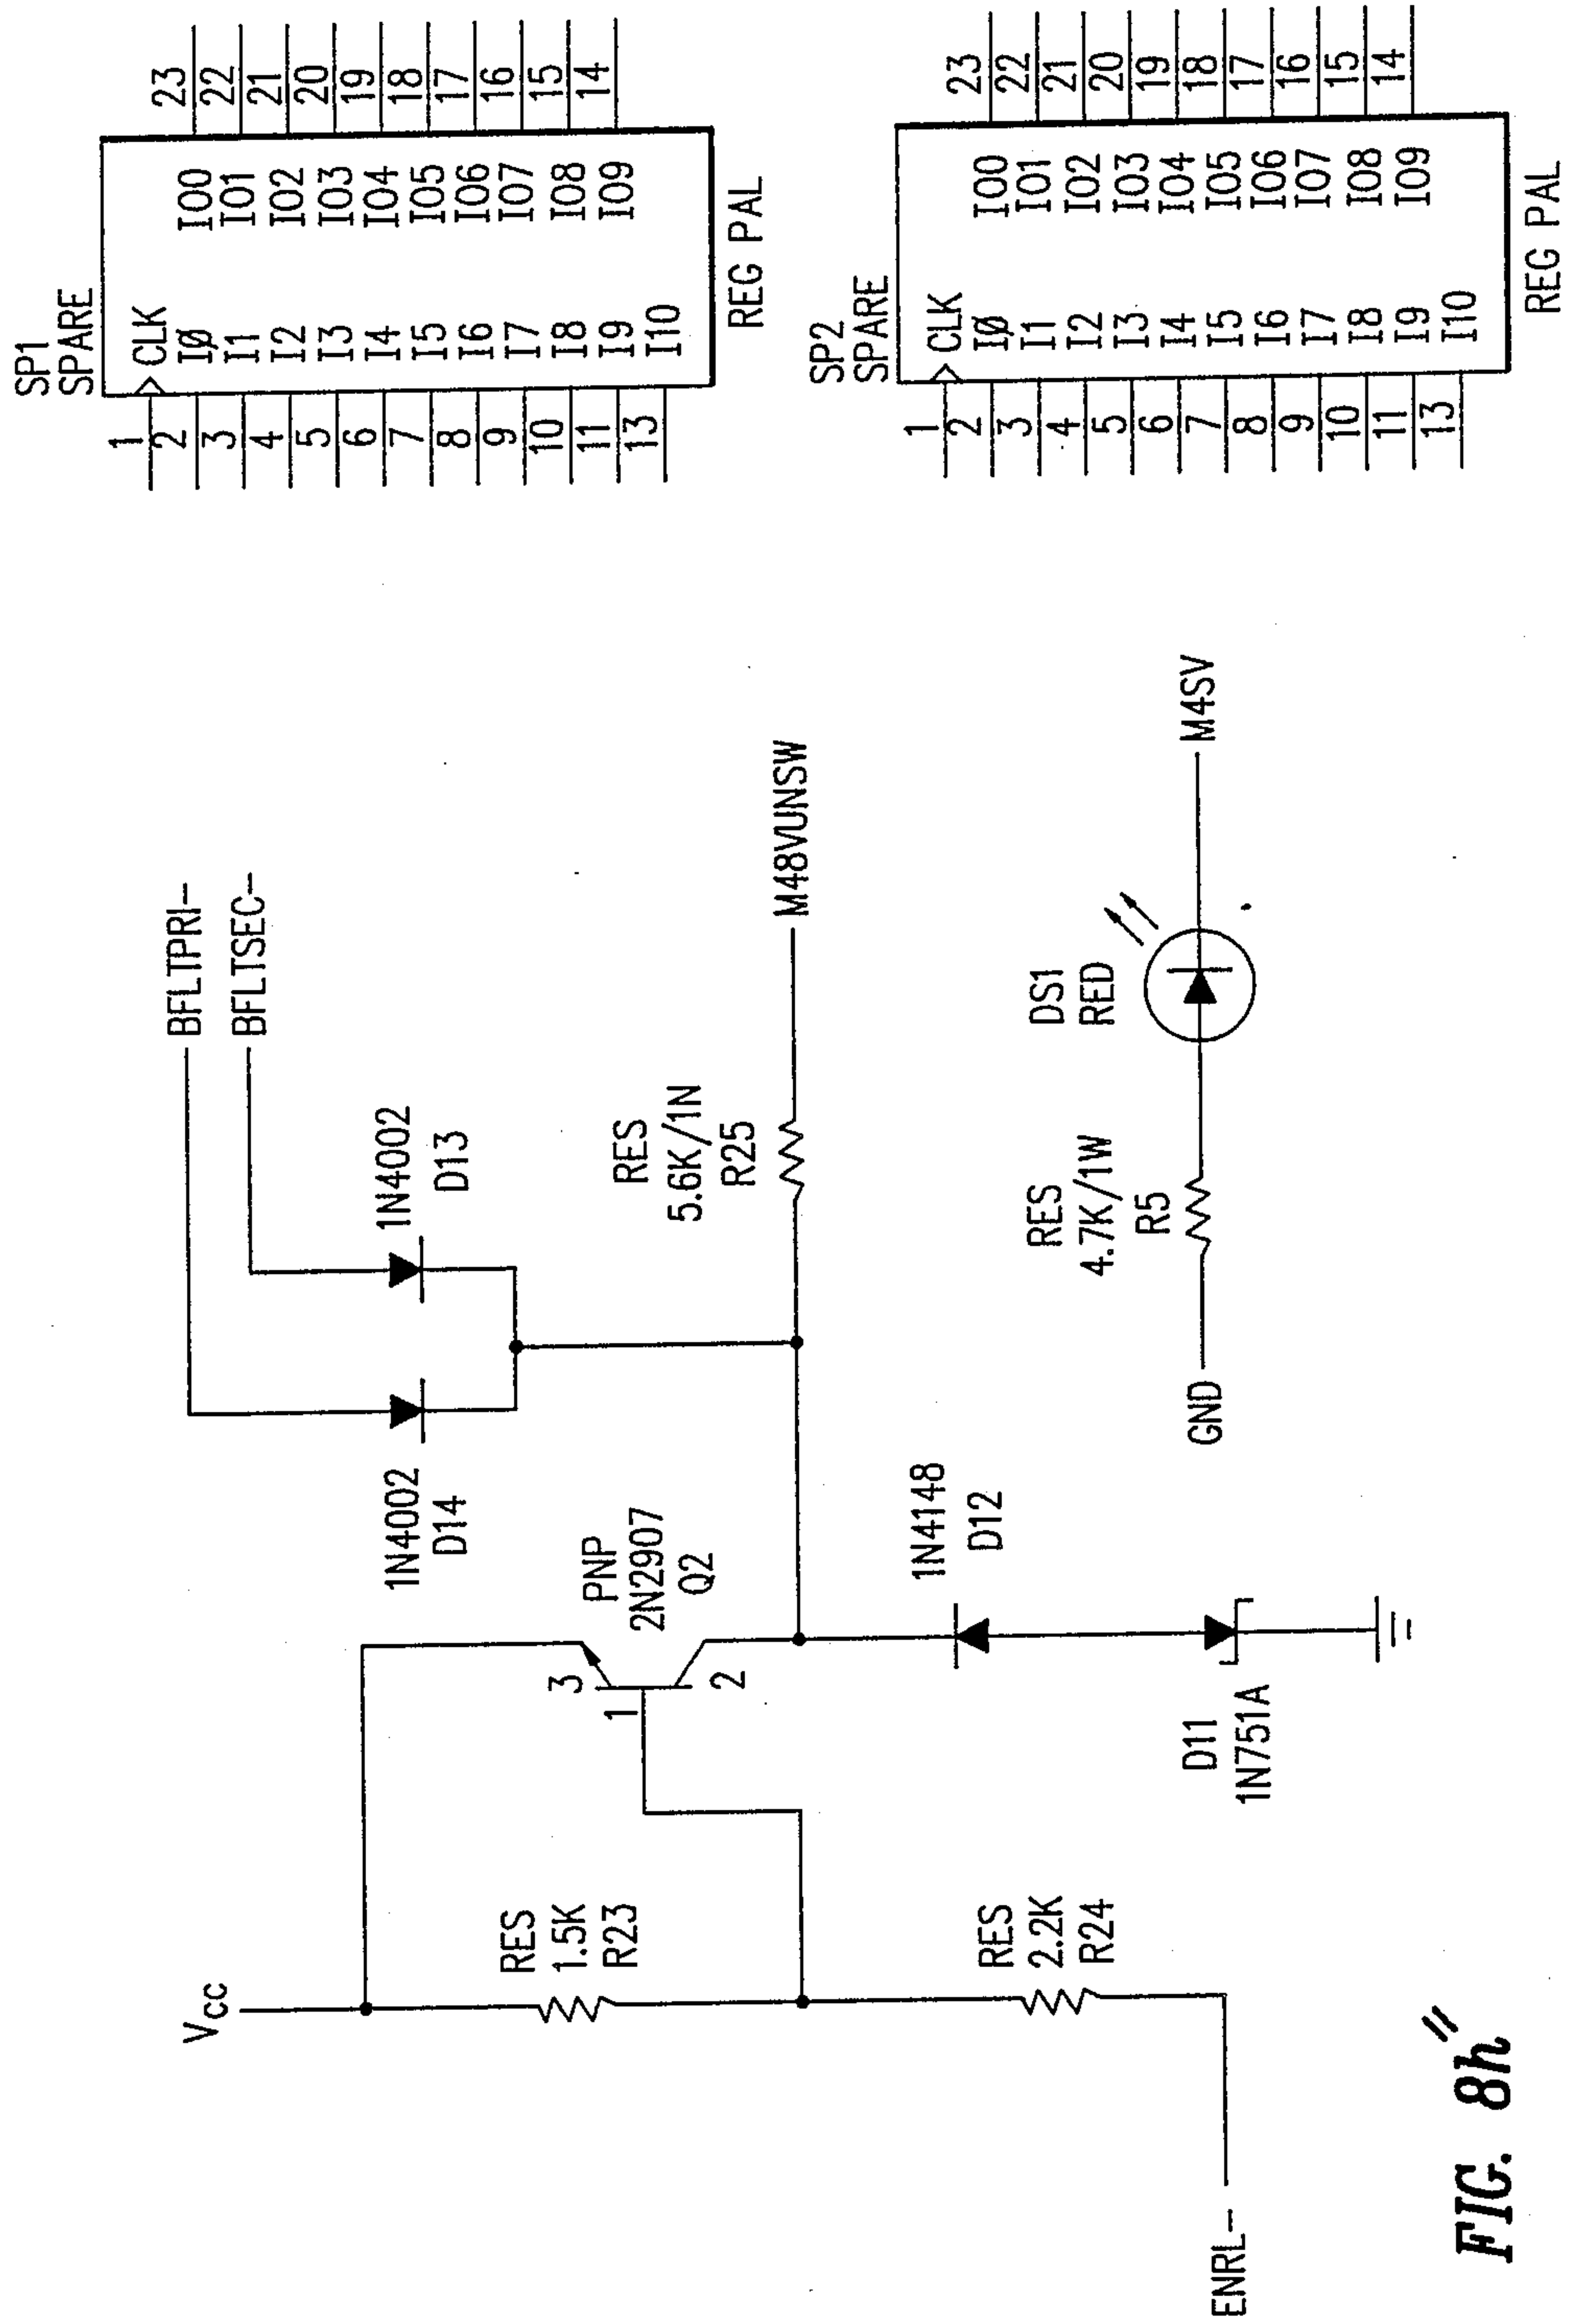 SP1
SPARE
1
2
3
4
5
6
7
8
9
10
11
13
CLK
IØ
I1
I2
I3
I4
I5
I6
I7
I8
I9
I10
IO0
IO1
IO2
IO3
IO4
IO5
IO6
IO7
IO8
IO9
23
22
21
20
19
18
17
16
15
14
REG PAL
SP2
SPARE
1
2
3
4
5
6
7
8
9
10
11
13
CLK
IØ
I1
I2
I3
I4
I5
I6
I7
I8
I9
I10
IO0
IO1
IO2
IO3
IO4
IO5
IO6
IO7
IO8
IO9
23
22
21
20
19
18
17
16
15
14
REG PAL
BFLTPRI–
BFLTSEC–
1N4002
D13
1N4002
D14
RES
5.6K/1N
R25
M48VUNSW
PNP
2N2907
Q2
3
1
2
VCC
RES
1.5K
R23
RES
2.2K
R24
ENRL–
1N4148
D12
D11
1N751A
GND
RES
4.7K/1W
R5
DS1
RED
M4SV
FIG. 8h"